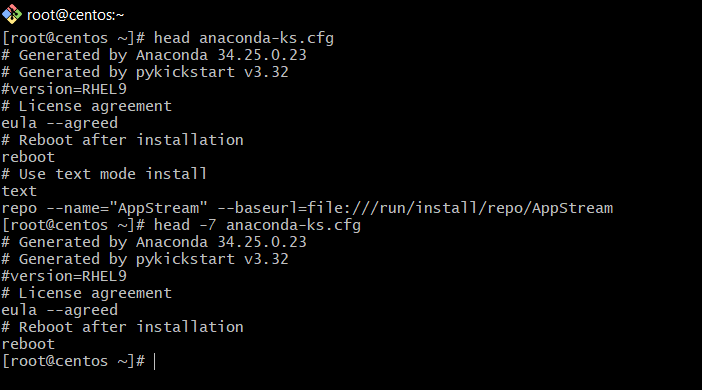 root@centos:~
[root@centos ~]# head anaconda-ks.cfg
# Generated by Anaconda 34.25.0.23
# Generated by pykickstart v3.32
#version=RHEL9
# License agreement
eula --agreed
# Reboot after installation
reboot
# Use text mode install
text
repo --name="AppStream" --baseurl=file:///run/install/repo/AppStream
[root@centos ~]# head -7 anaconda-ks.cfg
# Generated by Anaconda 34.25.0.23
# Generated by pykickstart v3.32
#version=RHEL9
# License agreement
eula --agreed
# Reboot after installation
reboot
[root@centos ~]#